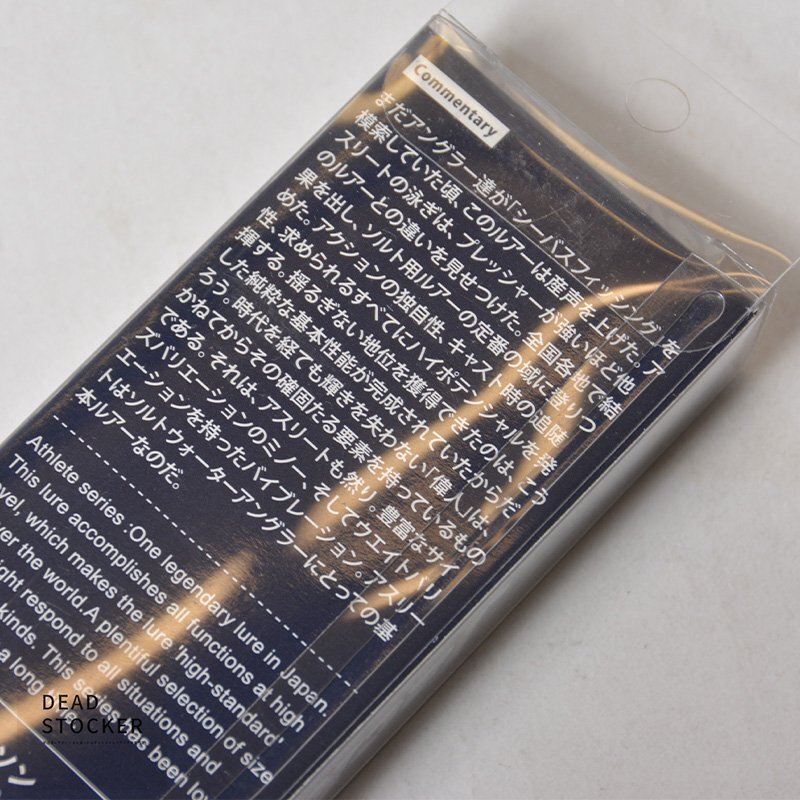 Commentary
まだアングラー達が「シーバスフィッシング」を
模索していた頃、このルアーは産声を上げた。ア
スリートの泳ぎは、プレッシャーが強いほど他
のルアーとの違いを見せつけた。全国各地で結
果を出し、ソルト用ルアーの定番の域に登りつ
めた。アクションの独自性、キャスト時の追随
性、求められるすべてにハイポテンシャルを発
揮する。揺るぎない地位を獲得できたのは、こう
した純粋な基本性能が完成されていたからだ
ろう。時代を経ても輝きを失わない「偉人」は、
かねてからその確固たる要素を持っているもの
である。それは、アスリートも然り。豊富なサイ
ズバリエーションのミノー、そしてウエイトバリ
エーションを持ったバイブレーション。アスリー
トはソルトウォーターアングラーにとっての基
本ルアーなのだ。
Athlete series :One legendary lure in Japan.
This lure accomplishes all functions at high
vel, which makes the lure 'high-standard'
ver the world.A plentiful selection of size
ight respond to all situations and
kinds. This series has been lov
a long
ソン
DEAD
STOCKER